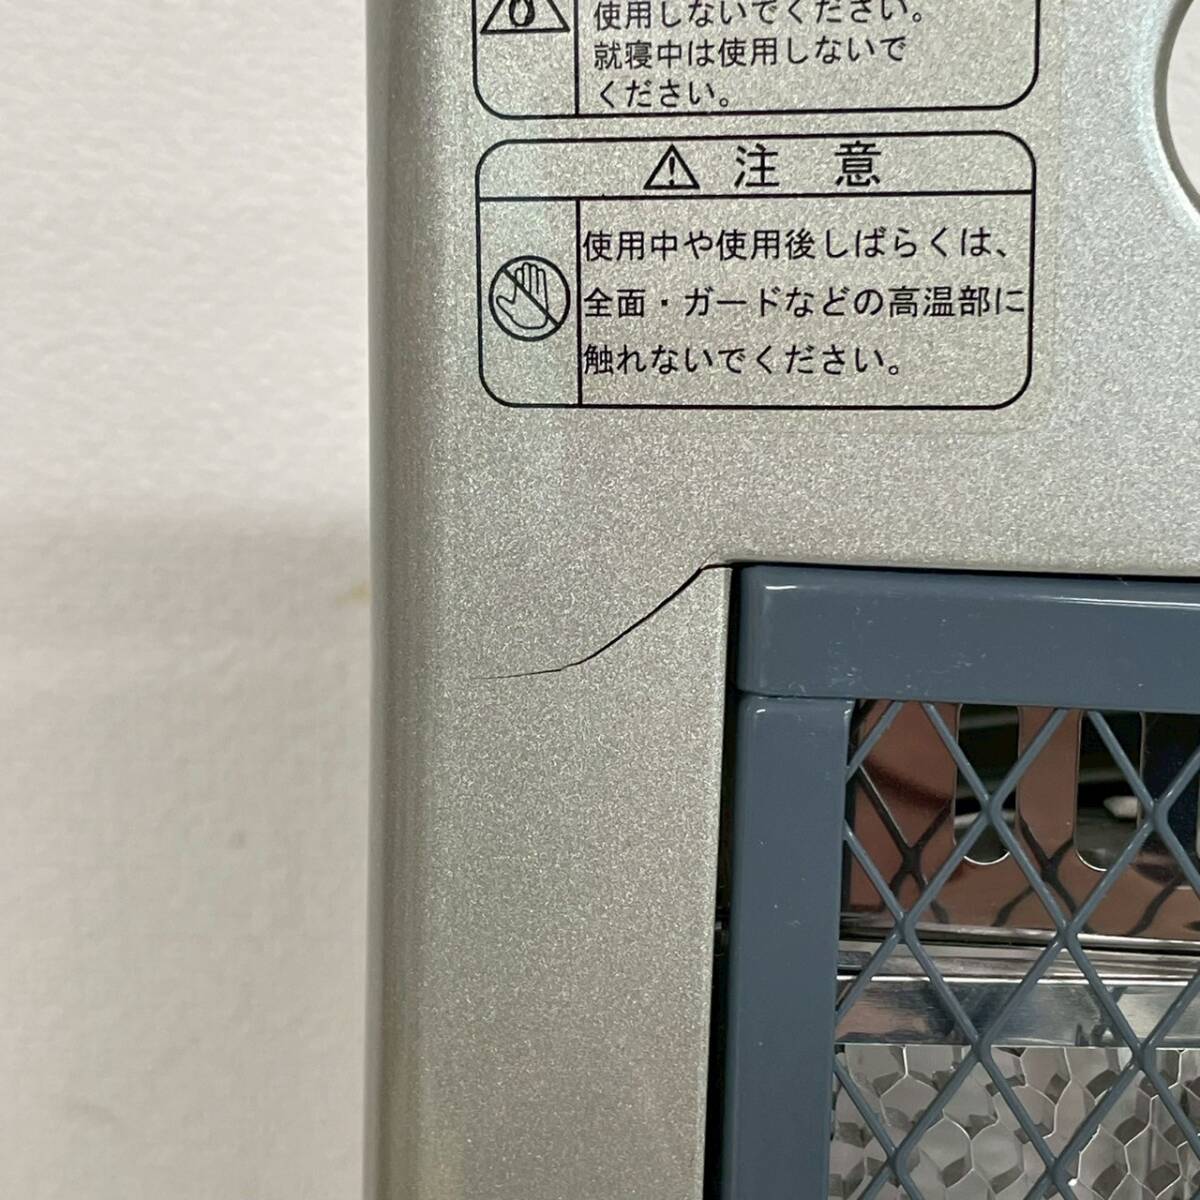 使用しないでください。
就寝中は使用しないで
ください。
注 意
使用中や使用後しばらくは、
全面・ガードなどの高温部に
触れないでください。